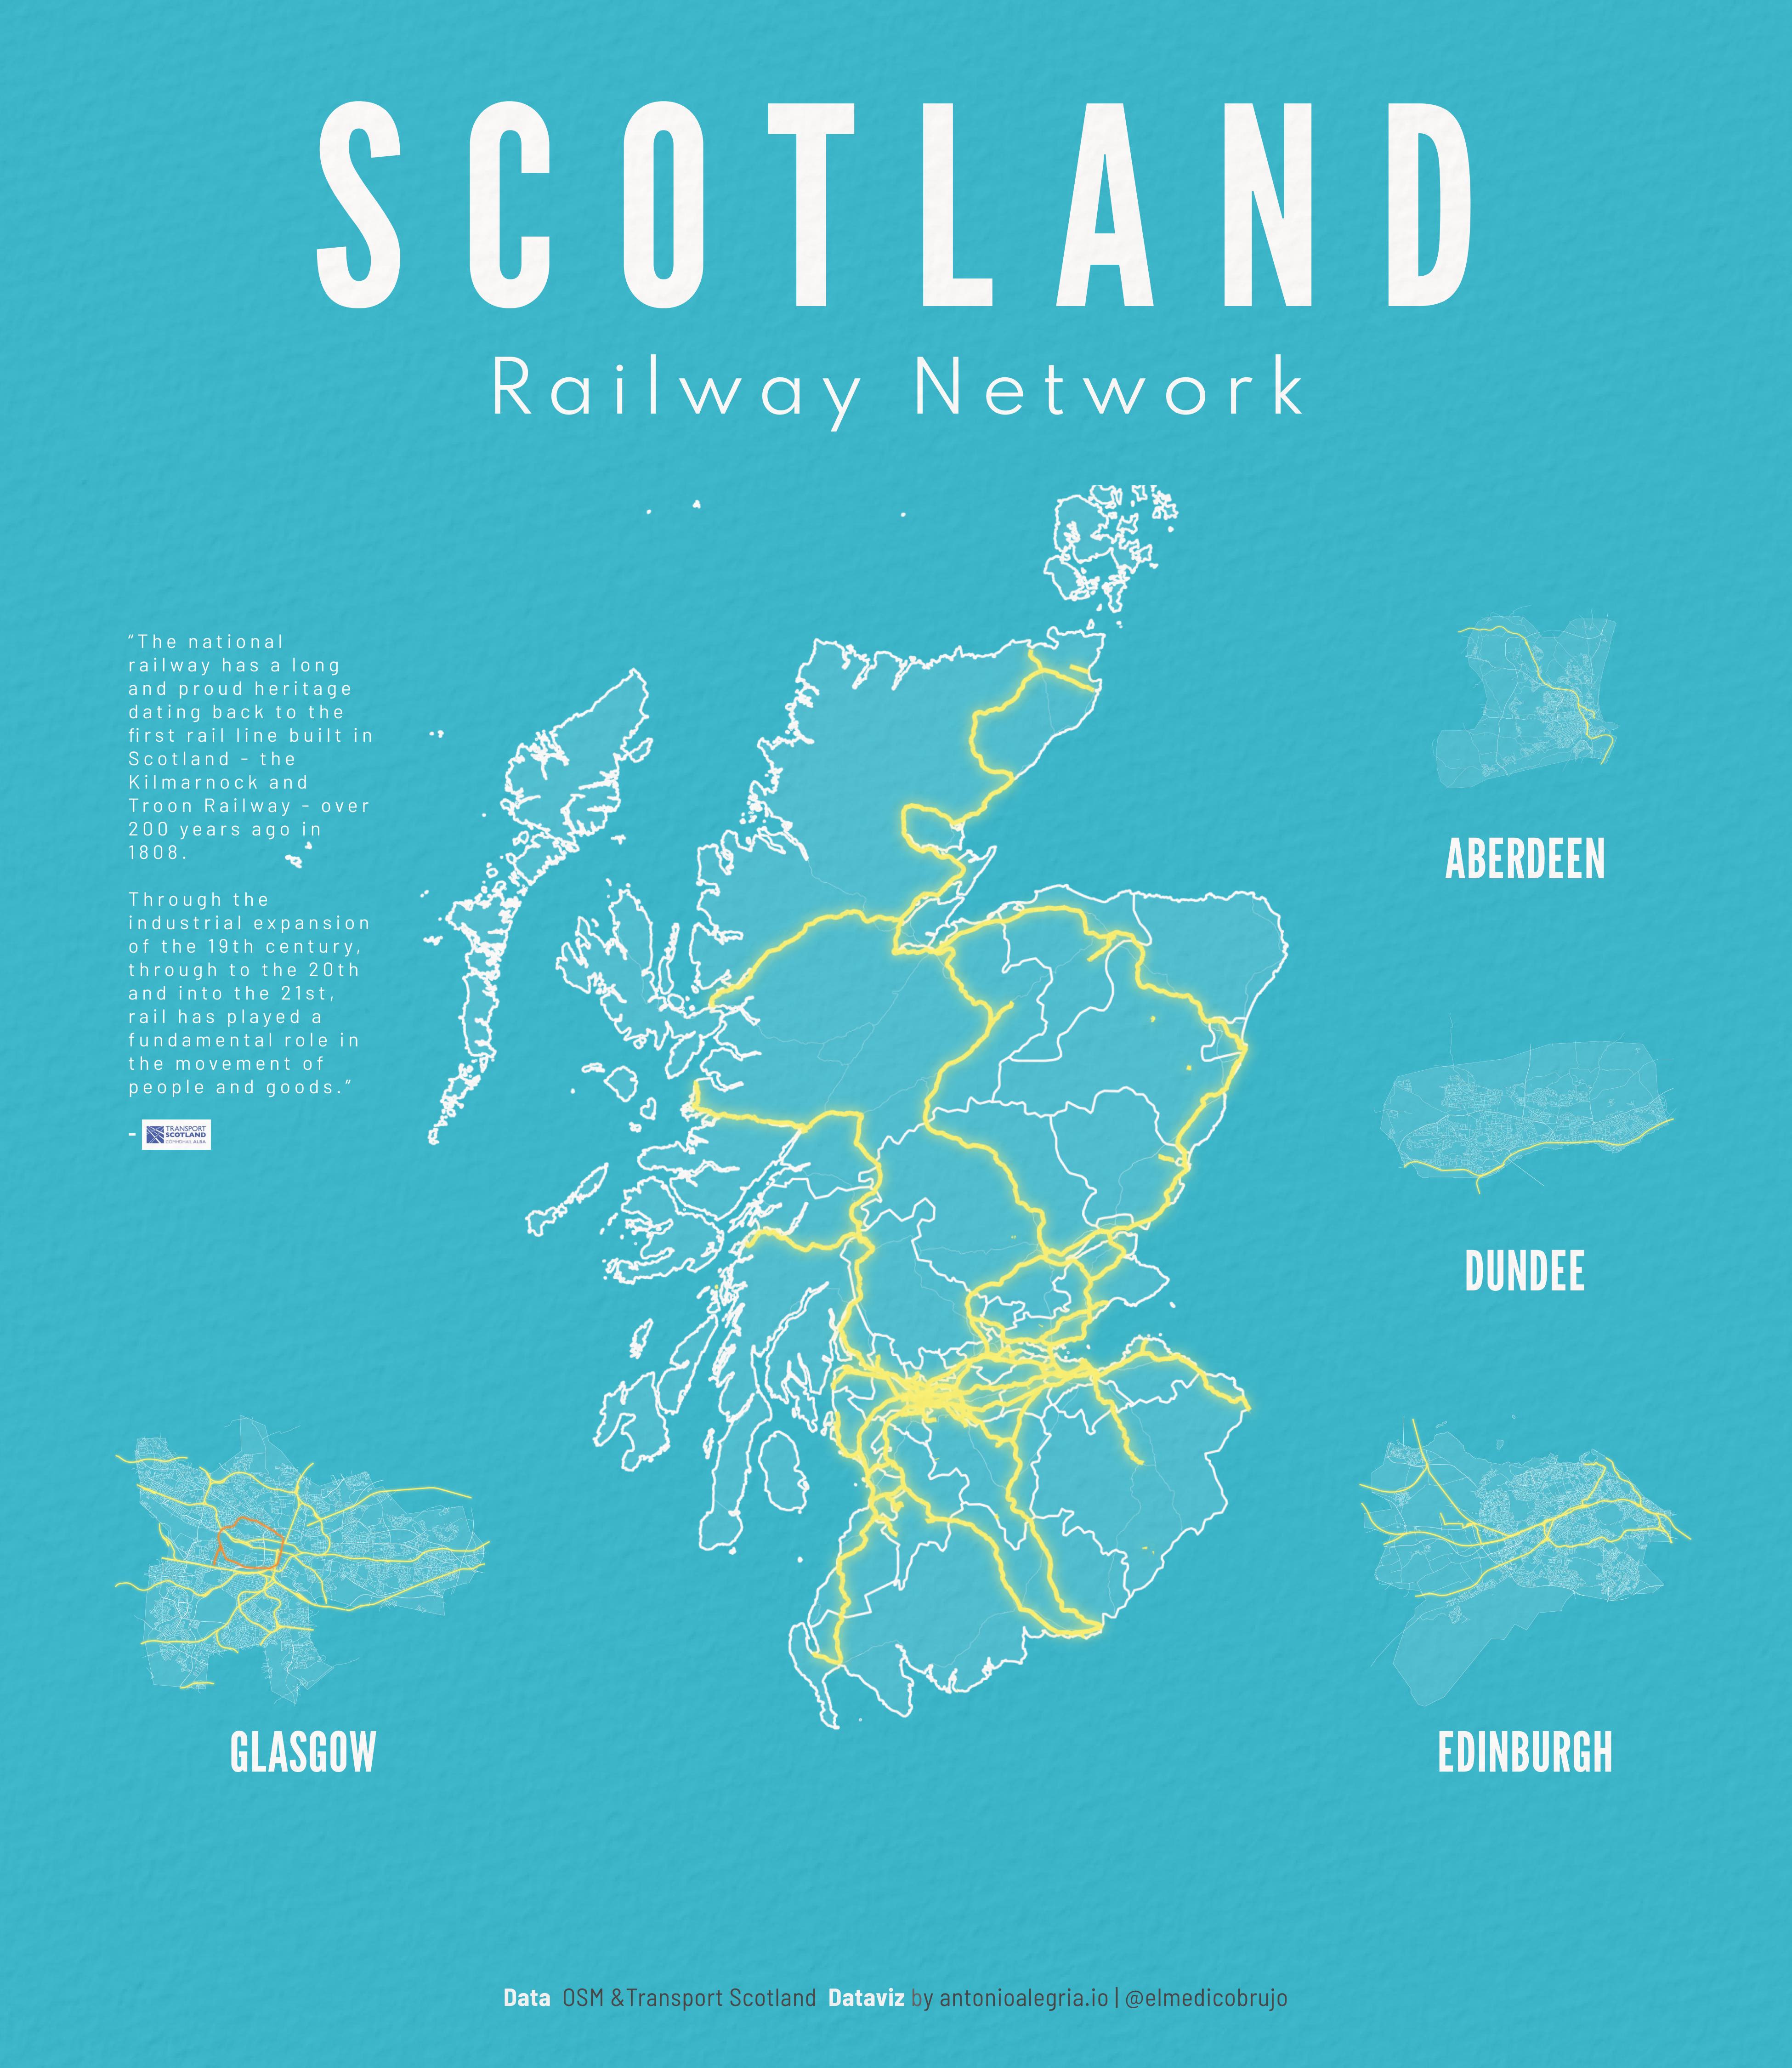 SCOTLAND
Railway Network
“The national
railway has a long
and proud heritage
dating back to the
first rail line built in
Scotland - the
Kilmarnock and
Troon Railway - over
200 years ago in
1808.
Through the
industrial expansion
of the 19th century,
through to the 20th
and into the 21st,
rail has played a
fundamental role in
the movement of
people and goods.”
-
TRANSPORT
SCOTLAND
CÒMHDHAIL ALBA
ABERDEEN
DUNDEE
GLASGOW
EDINBURGH
Data OSM &Transport Scotland Dataviz by antonioalegria.io | @elmedicobrujo